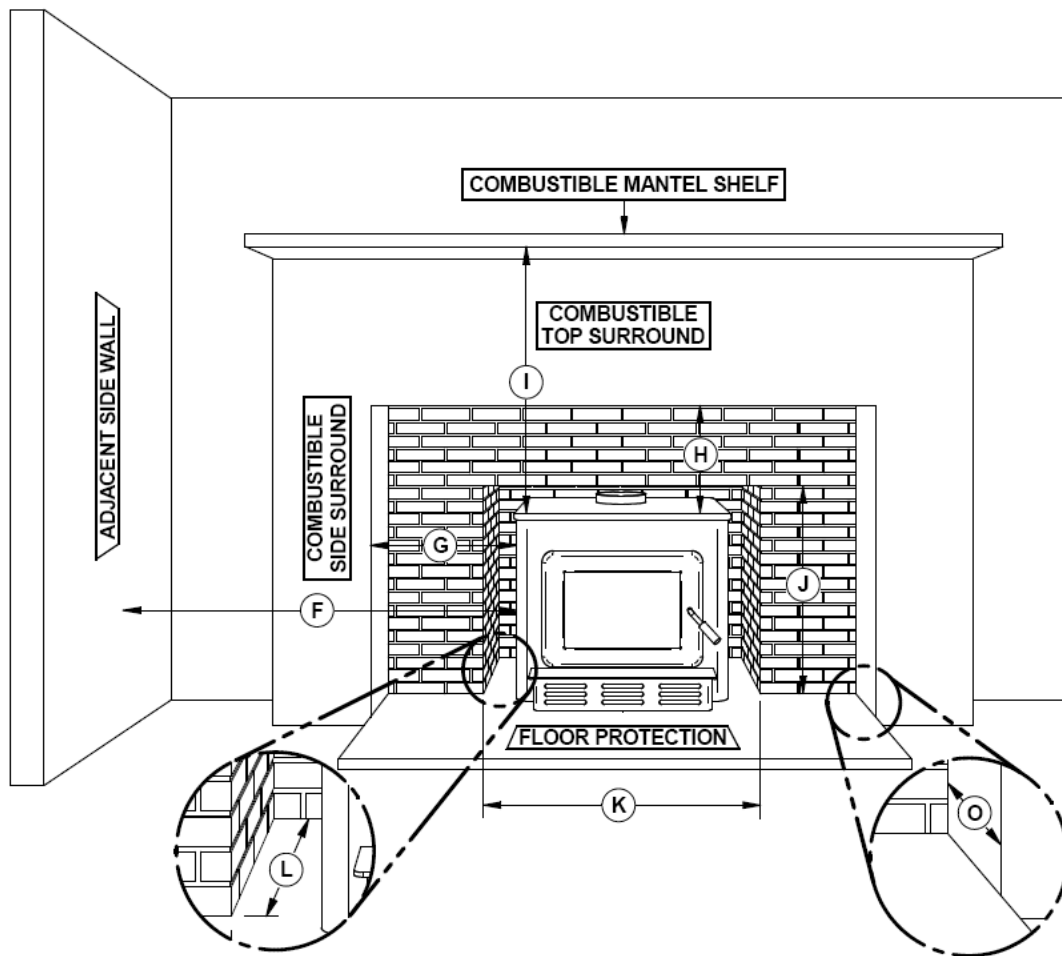 COMBUSTIBLE MANTEL SHELF
COMBUSTIBLE
TOP SURROUND
ADJACENT SIDE WALL
COMBUSTIBLE
SIDE SURROUND
I
H
G
J
F
FLOOR PROTECTION
K
O
L